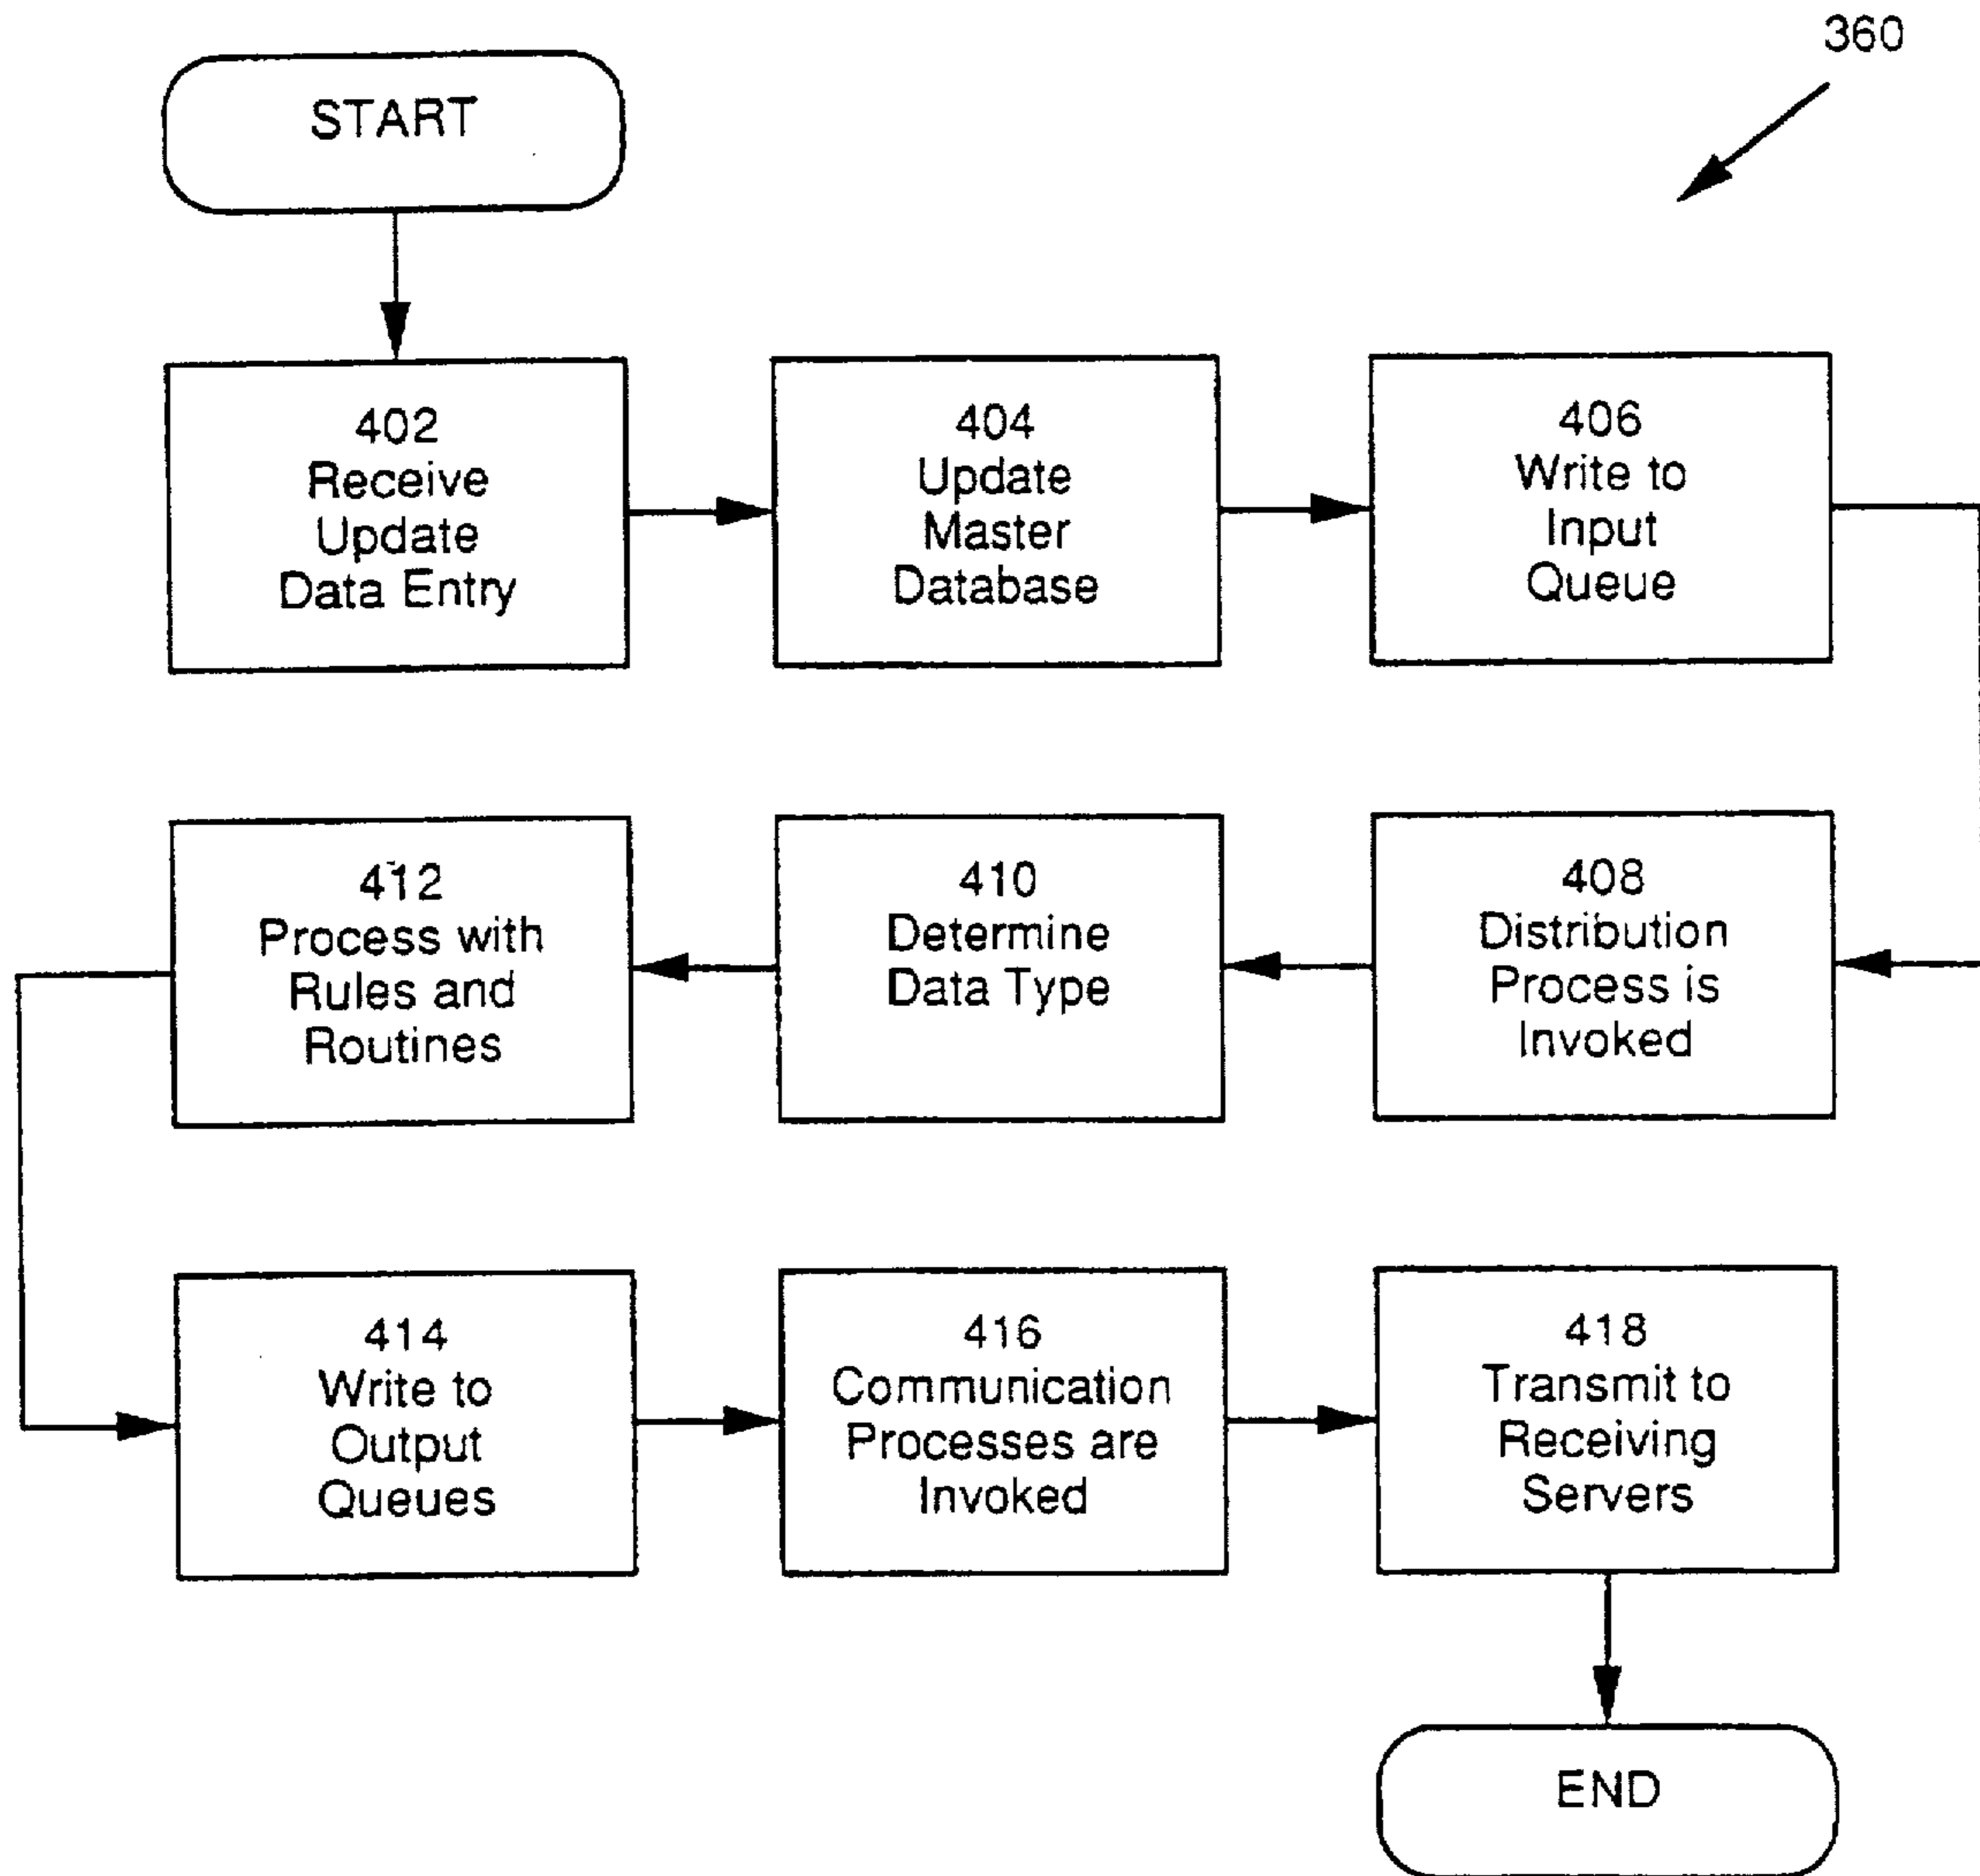 360
START
402
Receive
Update
Data Entry
404
Update
Master
Database
406
Write to
Input
Queue
408
Distribution
Process is
Invoked
410
Determine
Data Type
412
Process with
Rules and
Routines
414
Write to
Output
Queues
416
Communication
Processes are
Invoked
418
Transmit to
Receiving
Servers
END